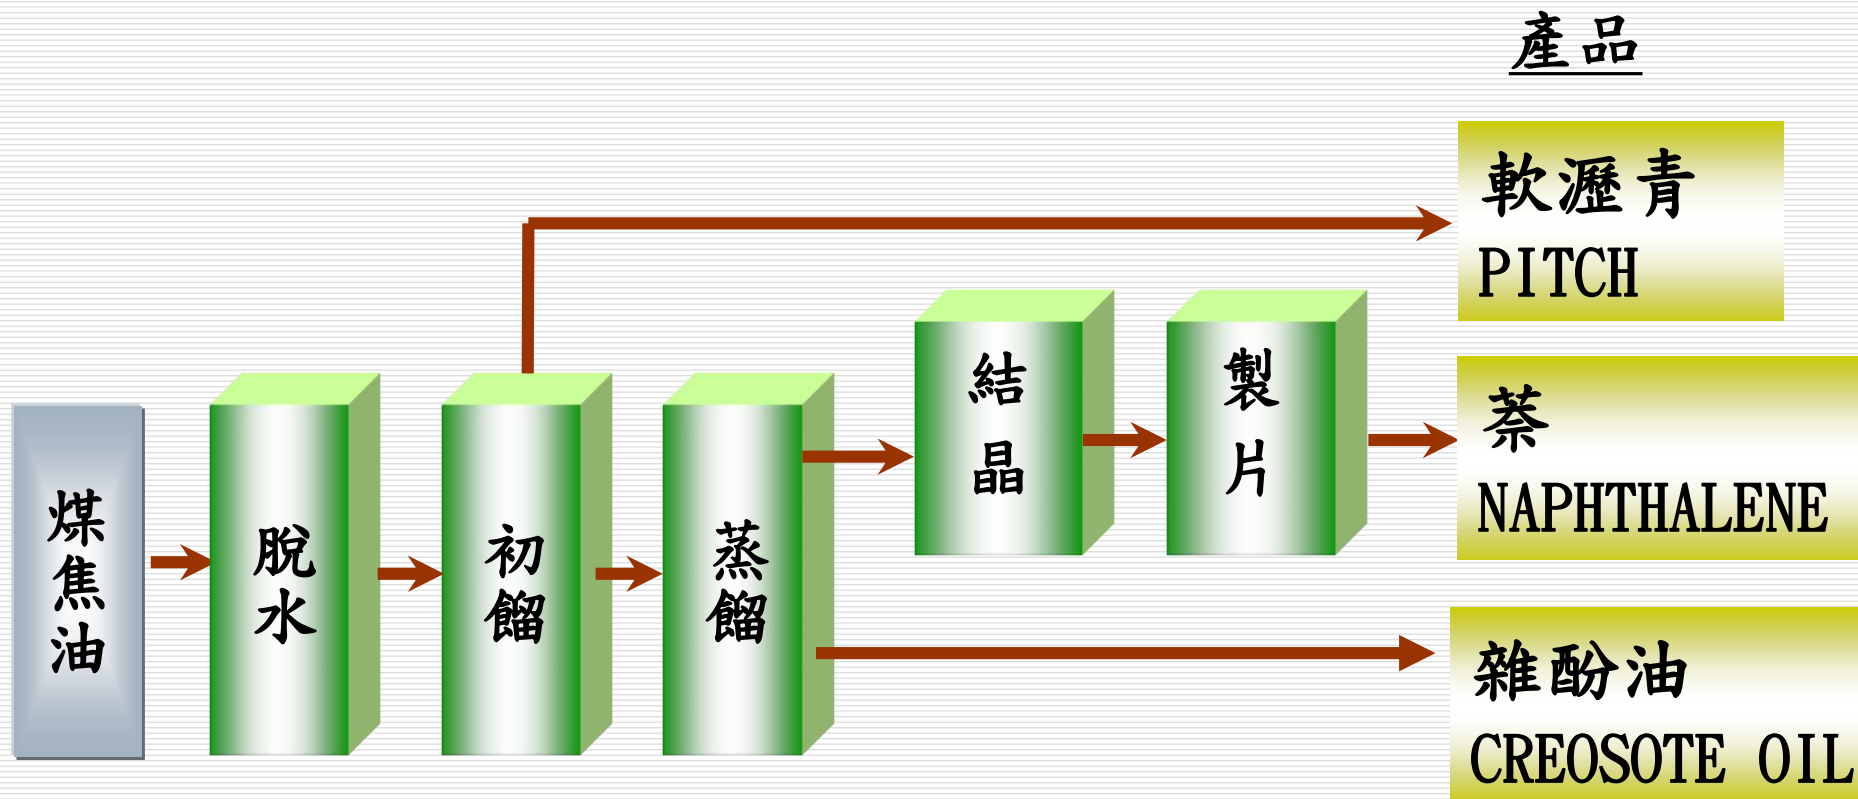 產品
軟瀝青
PITCH
結晶
製片
萘
NAPHTHALENE
煤焦油
脫水
初餾
蒸餾
雜酚油
CREOSOTE OIL